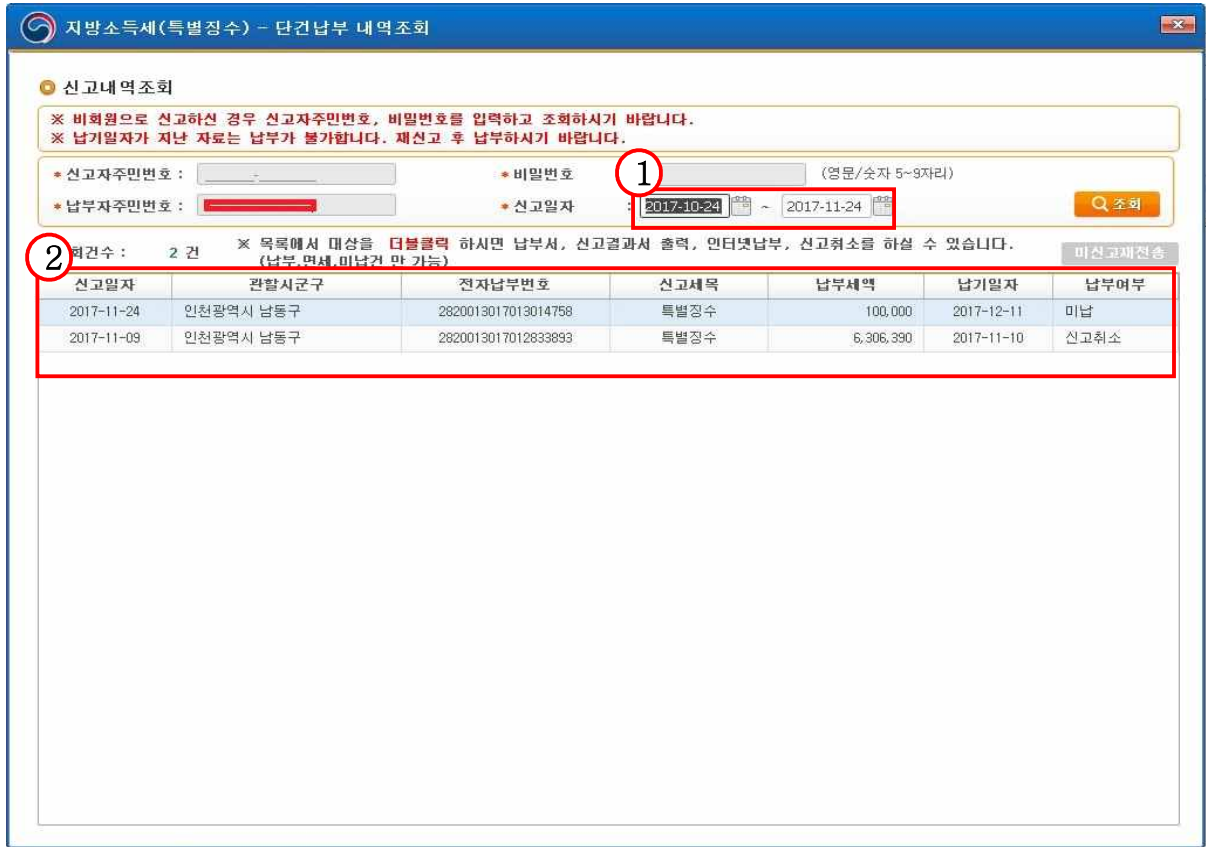 지방소득세(특별징수) - 단건납부 내역조회
신고내역조회
※ 비회원으로 신고하신 경우 신고자주민번호, 비밀번호를 입력하고 조회하시기 바랍니다.
※ 납기일자가 지난 자료는 납부가 불가합니다. 재신고 후 납부하시기 바랍니다.
* 신고자주민번호 : ______-_______ * 비밀번호 1 (영문/숫자 5~9자리)
* 납부자주민번호 : * 신고일자 : 2017-10-24 ~ 2017-11-24 조회
2 회건수 : 2 건 ※ 목록에서 대상을 더블클릭 하시면 납부서, 신고결과서 출력, 인터넷납부, 신고취소를 하실 수 있습니다. 미신고재전송
(납부,면세,미납건 만 가능)
신고일자 관할시군구 전자납부번호 신고세목 납부세액 납기일자 납부여부
2017-11-24 인천광역시 남동구 2820013017013014758 특별징수 100,000 2017-12-11 미납
2017-11-09 인천광역시 남동구 2820013017012833893 특별징수 6,306,390 2017-11-10 신고취소